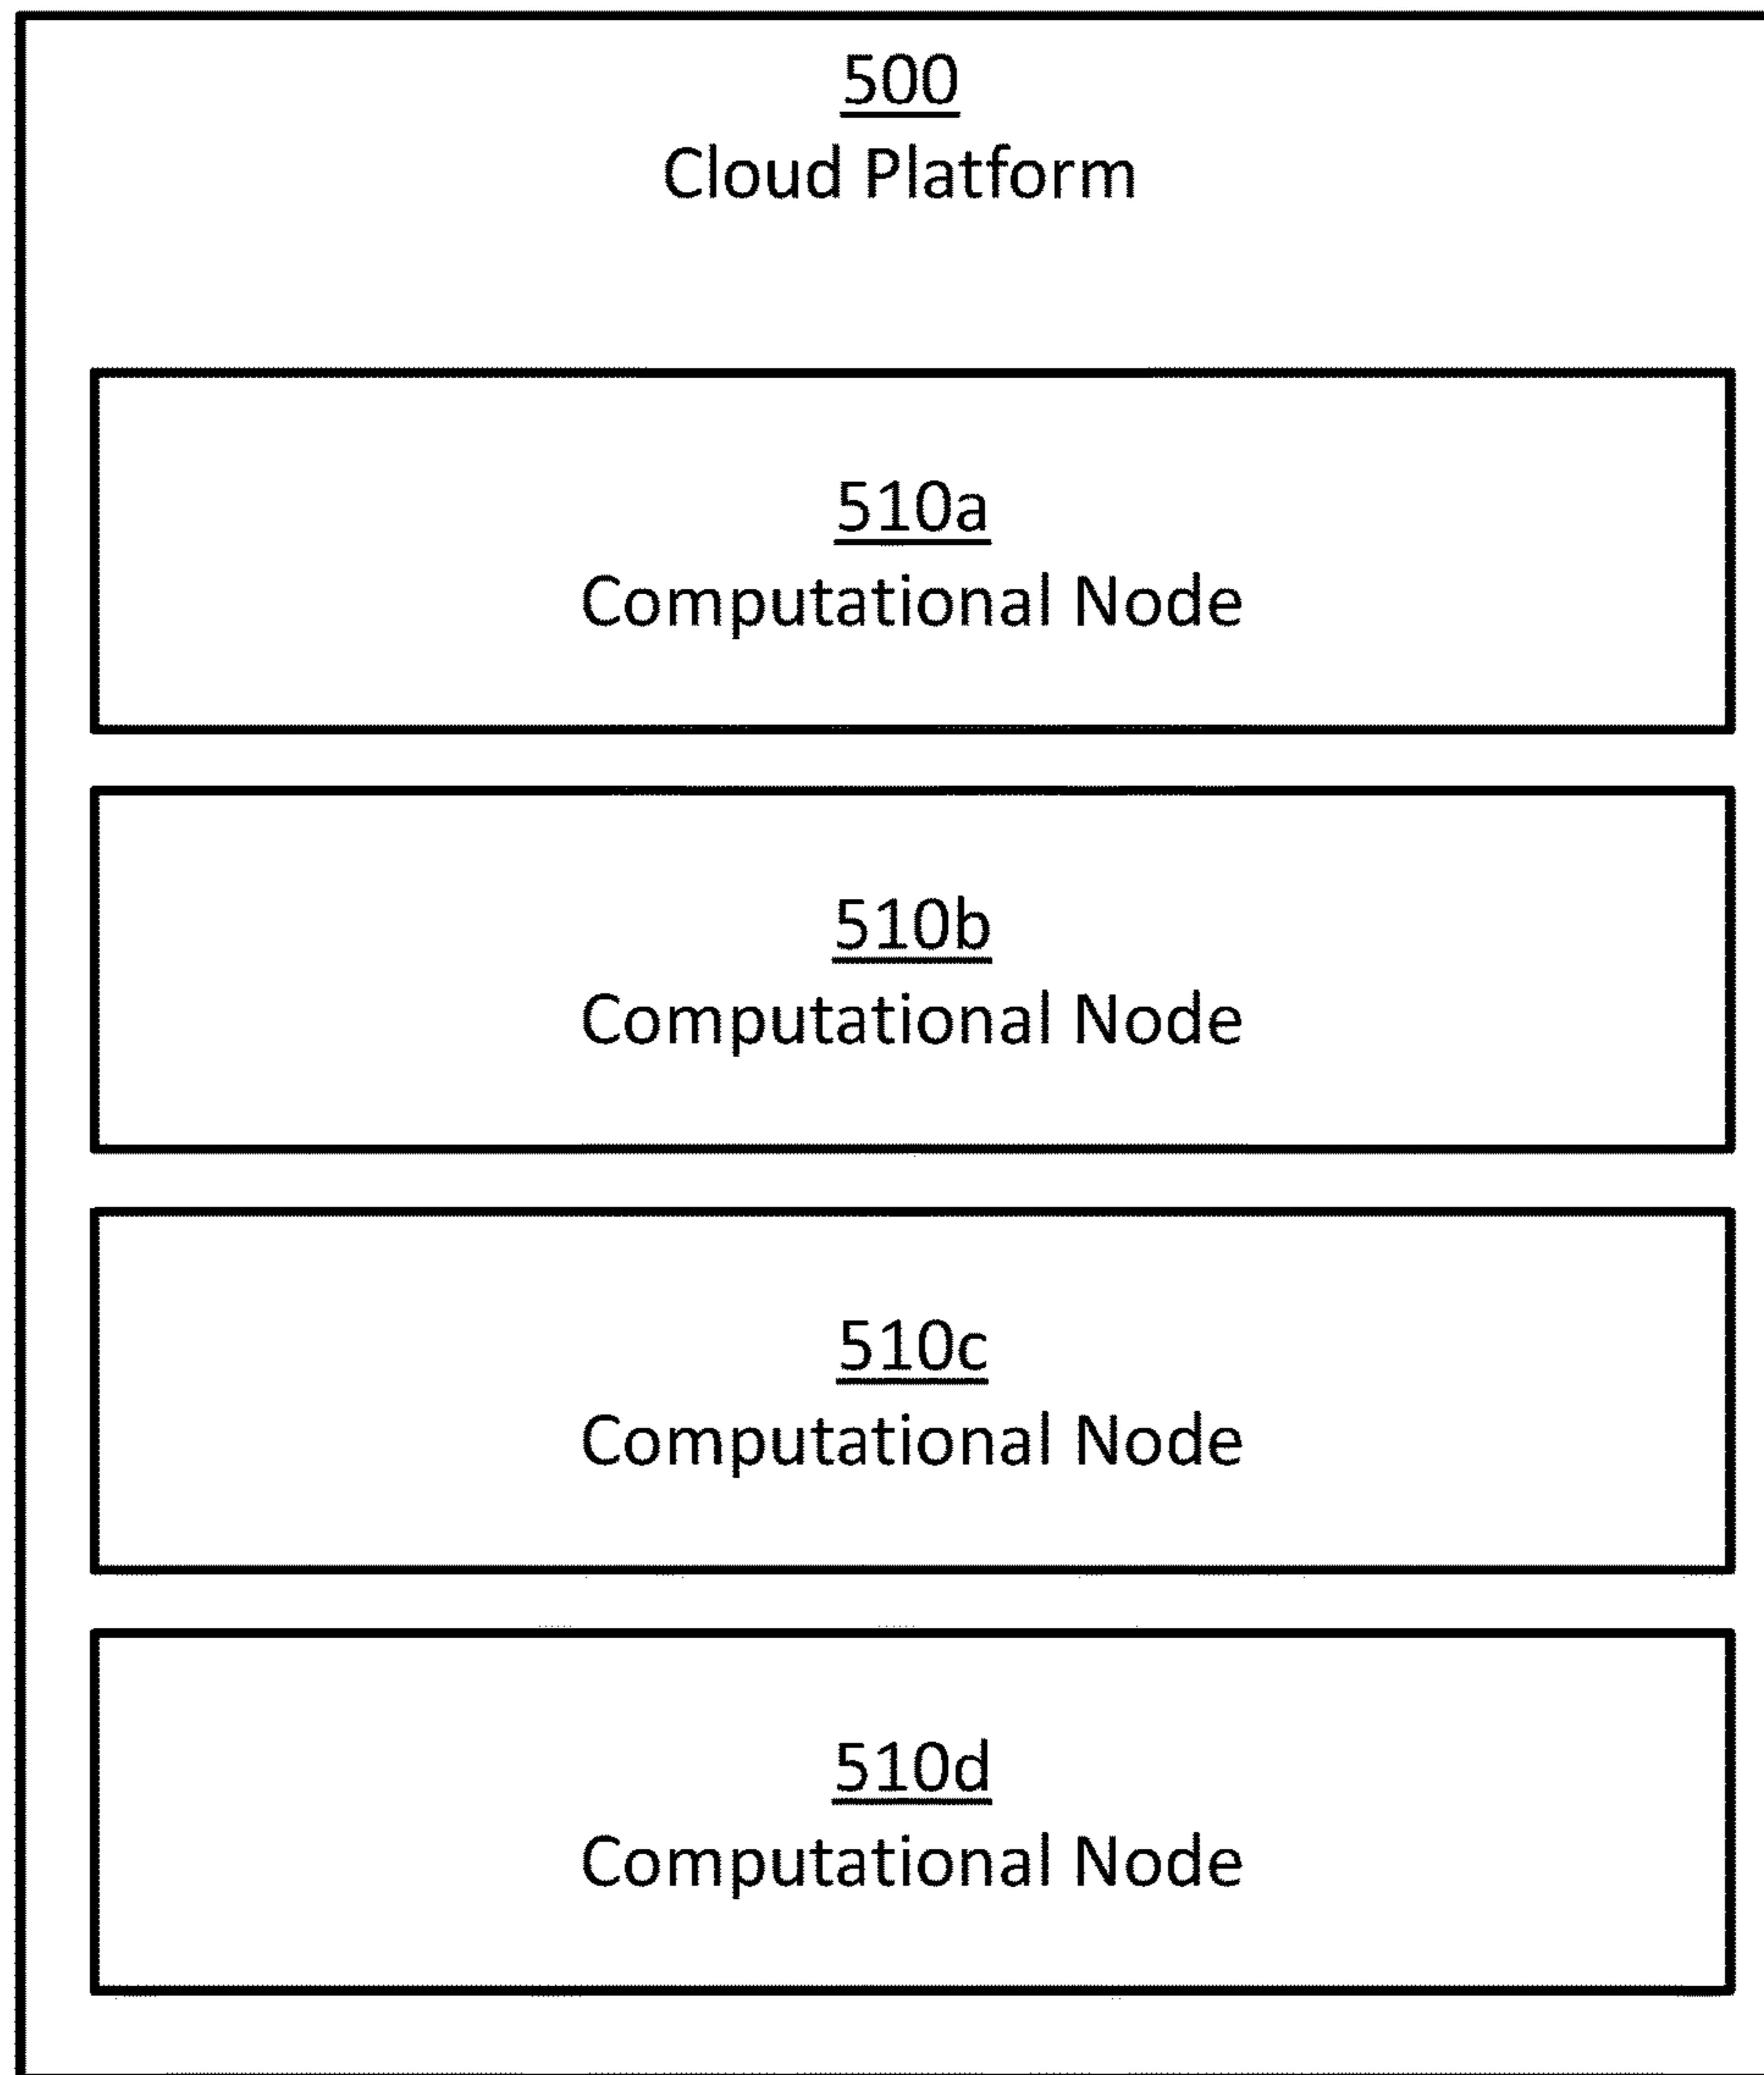 500
Cloud Platform
510a
Computational Node
510b
Computational Node
510c
Computational Node
510d
Computational Node